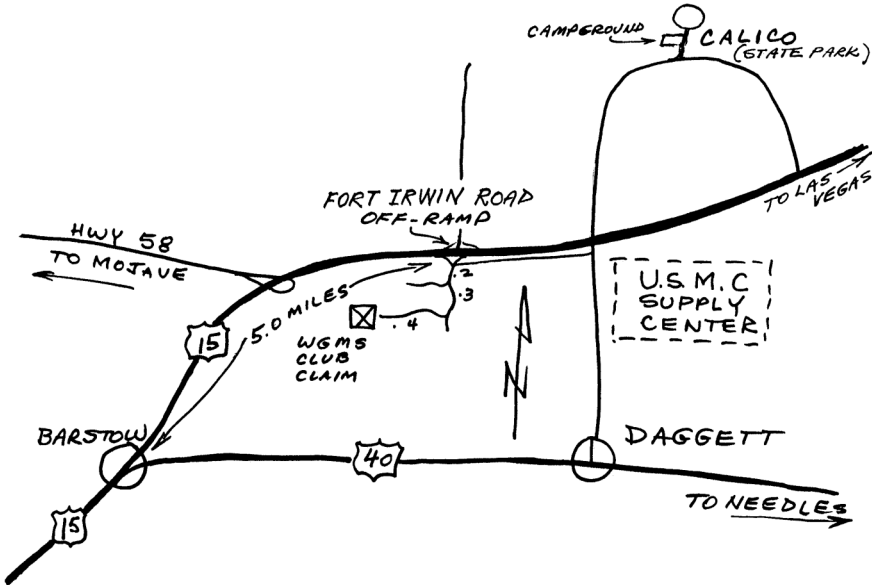 CAMPGROUND
CALICO
(STATE PARK)
FORT IRWIN ROAD
OFF-RAMP
TO LAS
VEGAS
HWY 58
TO MOJAVE
.2
.3
.4
5.0 MILES
U.S.M.C
SUPPLY
CENTER
15
WGMS
CLUB
CLAIM
N
BARSTOW
40
DAGGETT
TO NEEDLES
15